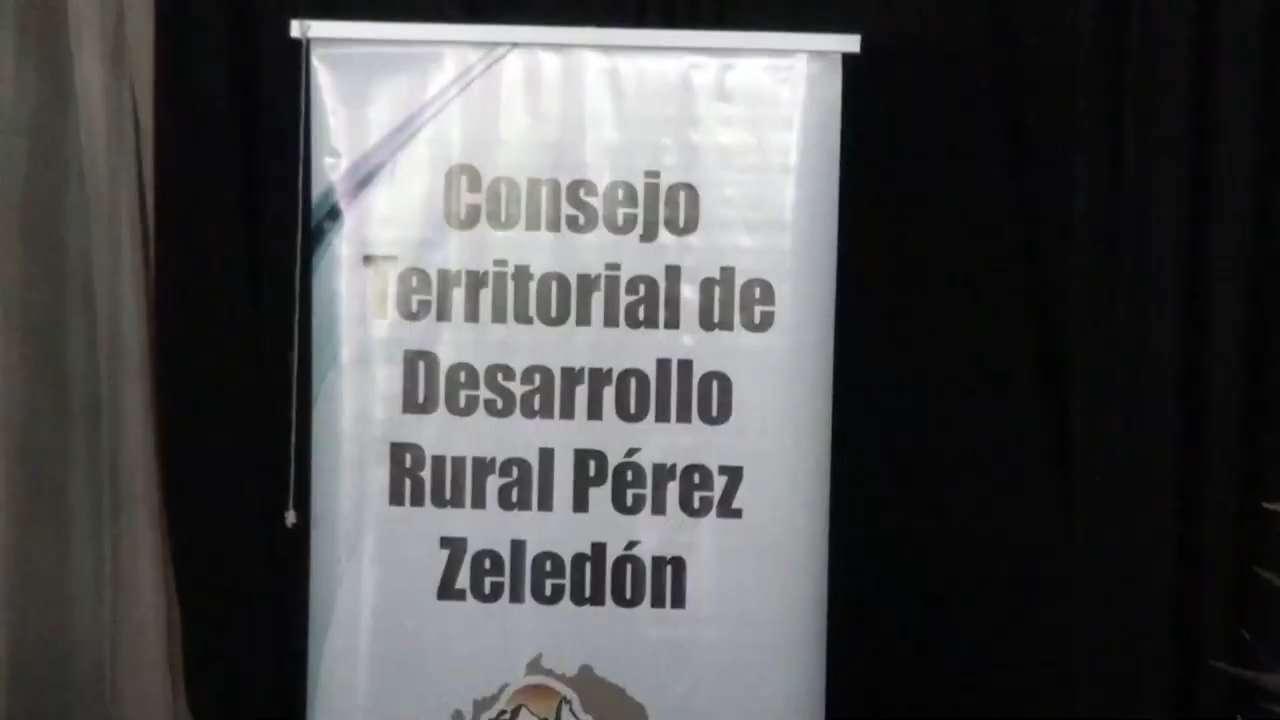 Consejo
Territorial de
Desarrollo
Rural Pérez
Zeledón